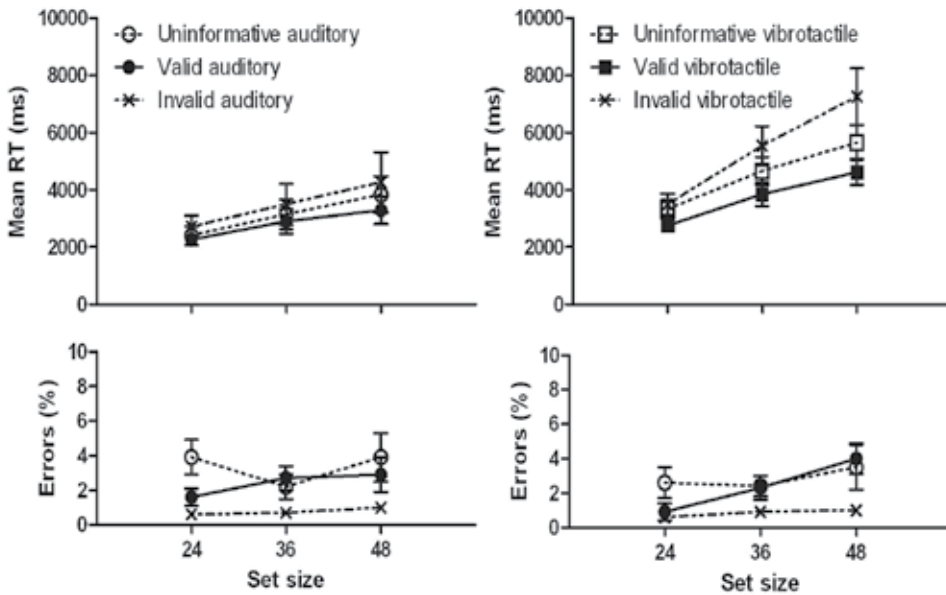 10000
8000
6000
4000
2000
0
Mean RT (ms)
Uninformative auditory
Valid auditory
Invalid auditory
10000
8000
6000
4000
2000
0
Mean RT (ms)
Uninformative vibrotactile
Valid vibrotactile
Invalid vibrotactile
10
8
6
4
2
0
Errors (%)
24 36 48
Set size
10
8
6
4
2
0
Errors (%)
24 36 48
Set size